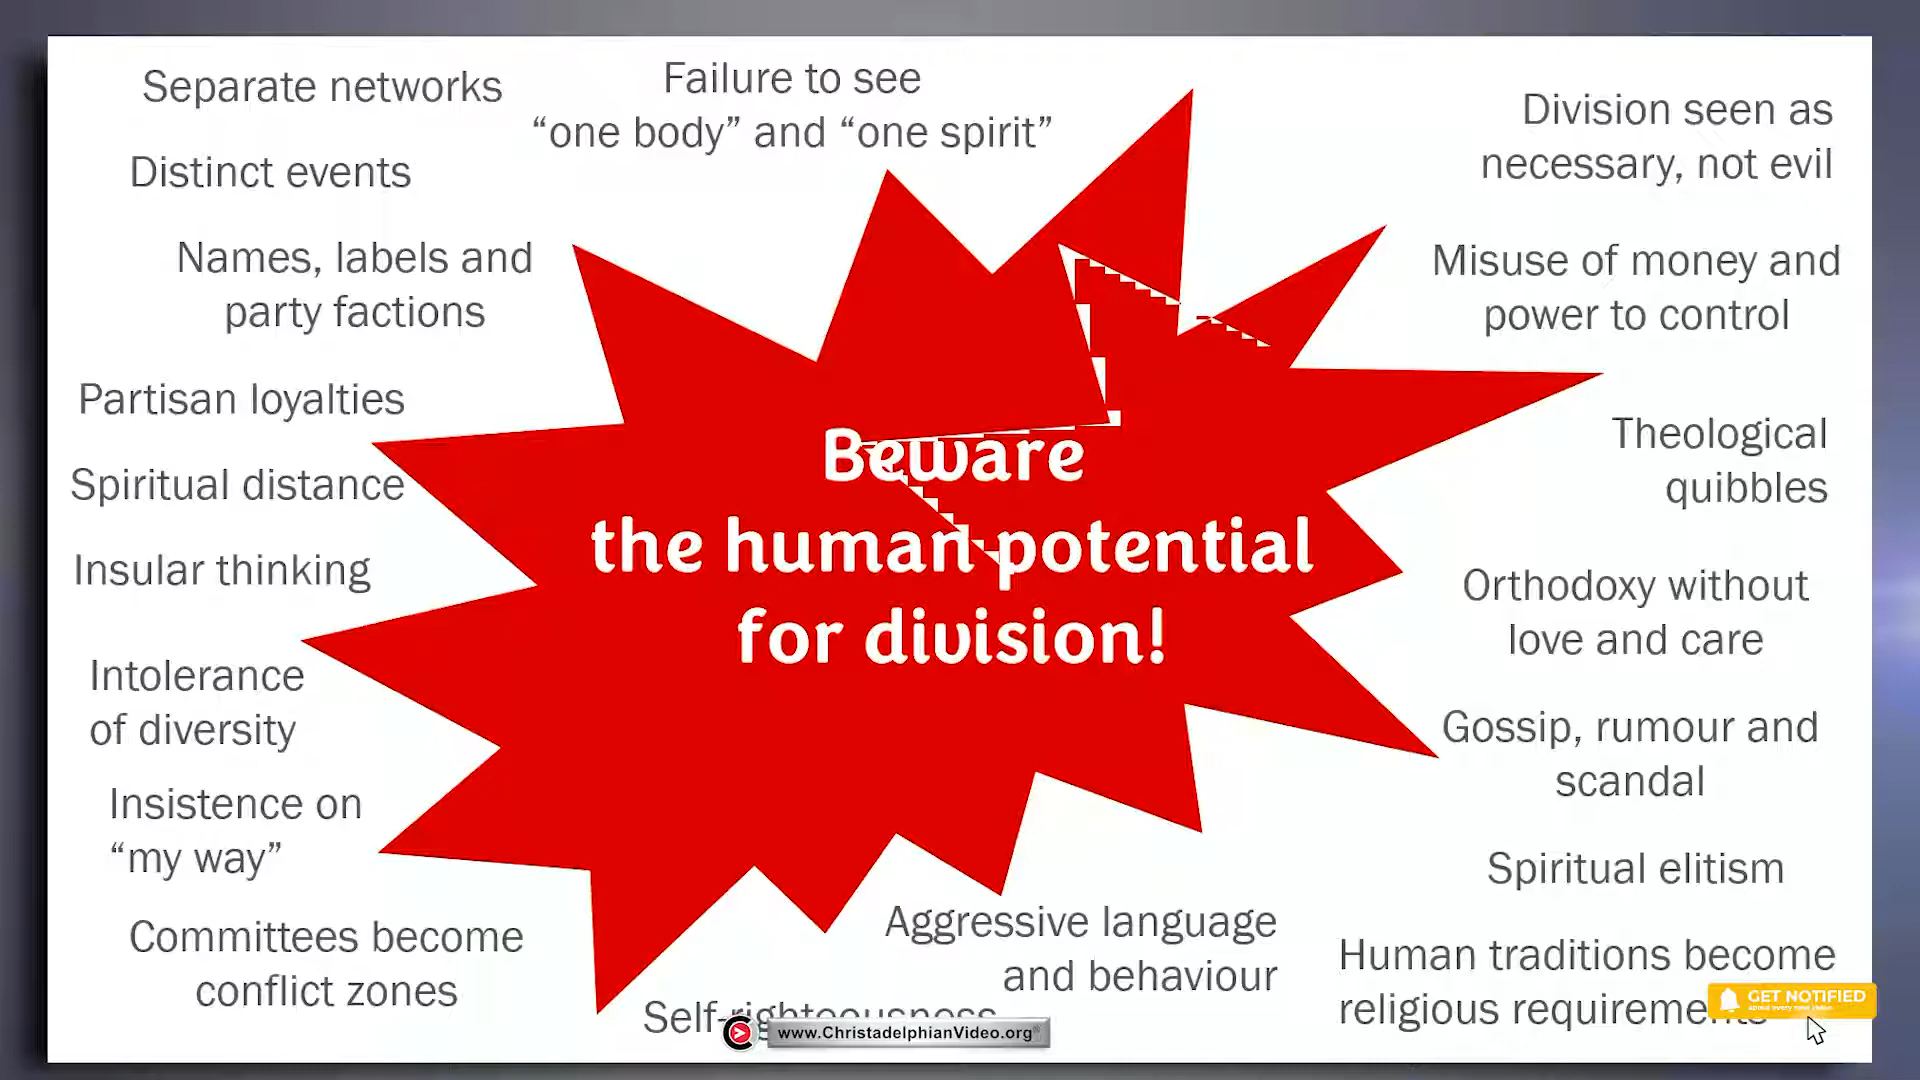 Separate networks
Failure to see
“one body” and “one spirit”
Division seen as
necessary, not evil
Distinct events
Names, labels and
party factions
Misuse of money and
power to control
Partisan loyalties
Theological
quibbles
Spiritual distance
Beware
the human potential
for division!
Insular thinking
Orthodoxy without
love and care
Intolerance
of diversity
Gossip, rumour and
scandal
Insistence on
“my way”
Spiritual elitism
Committees become
conflict zones
Aggressive language
and behaviour
Human traditions become
religious requirements
Self-righteousness
www.ChristadelphianVideo.org
GET NOTIFIED